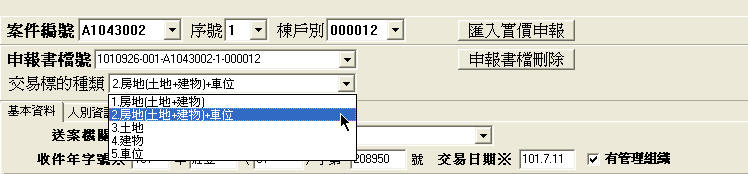 案件編號 A1043002 序號 1 棟戶別 000012 匯入實價申報
申報書檔號 1010926-001-A1043002-1-000012 申報書檔刪除
交易標的種類 2.房地(土地+建物)+車位
1.房地(土地+建物)
基本資料 人別資 2.房地(土地+建物)+車位
3.土地
送案機關 4.建物
5.車位
收件年字號※ 年 字第 208950 號 交易日期※ 101.7.11 有管理組織